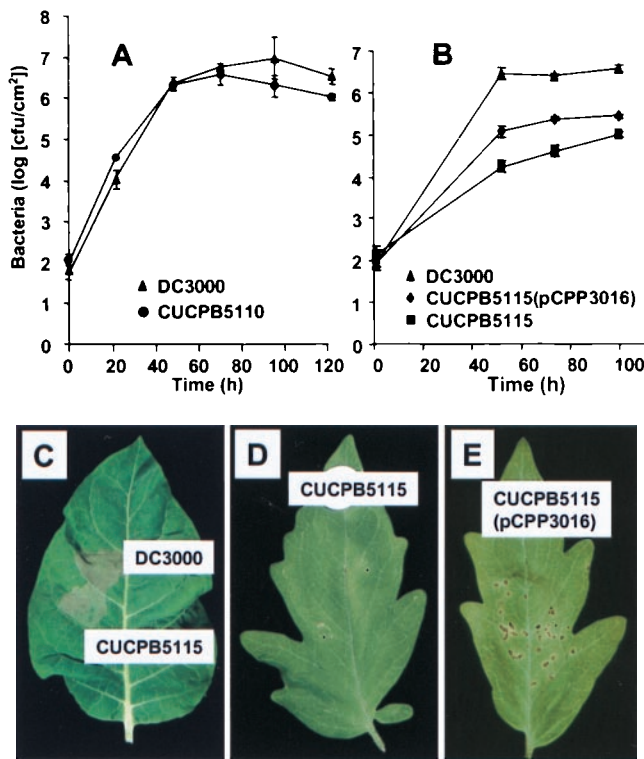 A
B
Bacteria (log [cfu/cm²])
8
7
6
5
4
3
2
1
0
0 20 40 60 80 100 120
Time (h)
DC3000
CUCPB5110
7
6
5
4
3
2
1
0
0 20 40 60 80 100
Time (h)
DC3000
CUCPB5115(pCPP3016)
CUCPB5115
C
DC3000
CUCPB5115
D
CUCPB5115
E
CUCPB5115
(pCPP3016)